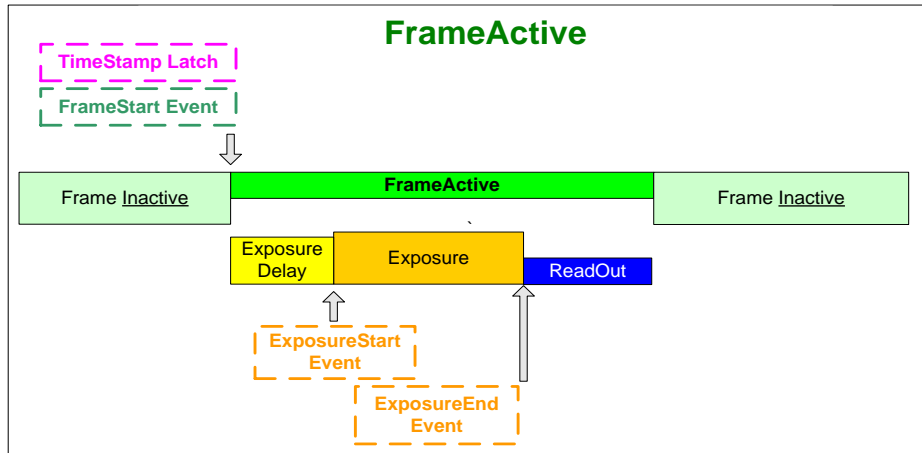 FrameActive
TimeStamp Latch
FrameStart Event
Frame Inactive
FrameActive
Frame Inactive
`
Exposure
Delay
Exposure
ReadOut
ExposureStart
Event
ExposureEnd
Event